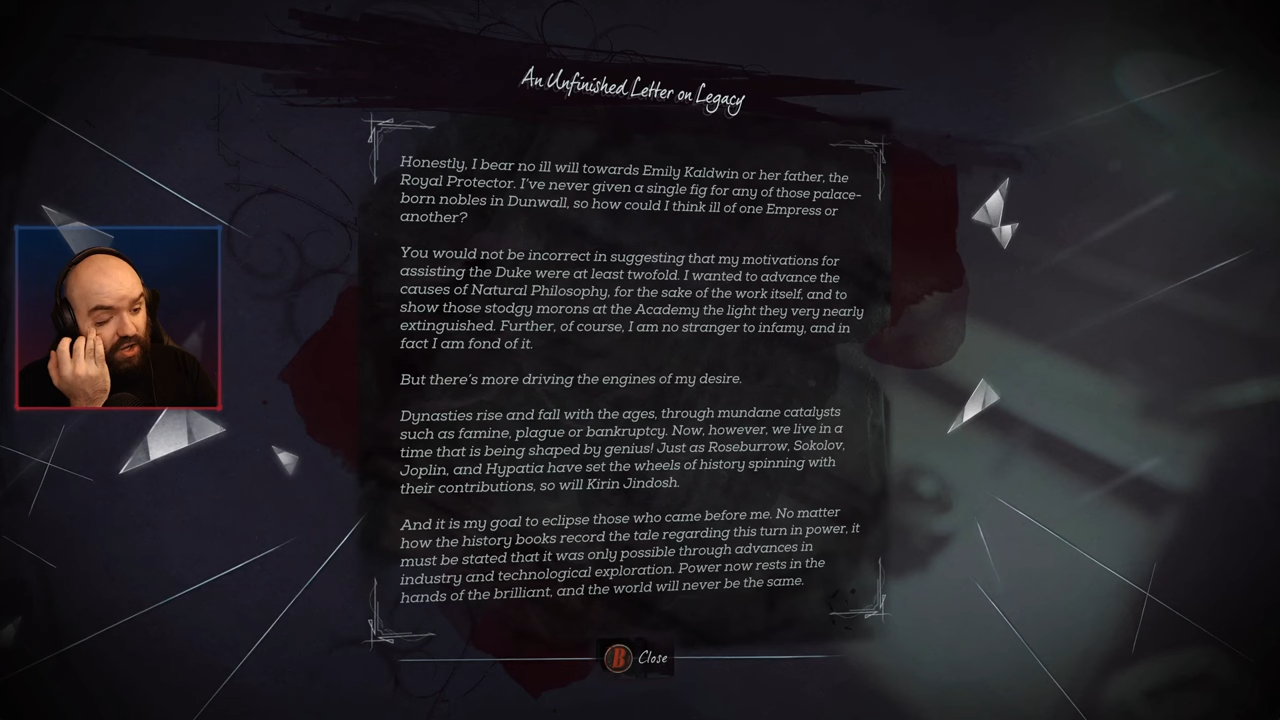 An Unfinished Letter on Legacy
Honestly, I bear no ill will towards Emily Kaldwin or her father, the
Royal Protector. I've never given a single fig for any of those palace-
born nobles in Dunwall, so how could I think ill of one Empress or
another?
You would not be incorrect in suggesting that my motivations for
assisting the Duke were at least twofold. I wanted to advance the
causes of Natural Philosophy, for the sake of the work itself, and to
show those stodgy morons at the Academy the light they very nearly
extinguished. Further, of course, I am no stranger to infamy, and in
fact I am fond of it.
But there's more driving the engines of my desire.
Dynasties rise and fall with the ages, through mundane catalysts
such as famine, plague or bankruptcy. Now, however, we live in a
time that is being shaped by genius! Just as Roseburrow, Sokolov,
Joplin, and Hypatia have set the wheels of history spinning with
their contributions, so will Kirin Jindosh.
And it is my goal to eclipse those who came before me. No matter
how the history books record the tale regarding this turn in power, it
must be stated that it was only possible through advances in
industry and technological exploration. Power now rests in the
hands of the brilliant, and the world will never be the same.
B Close